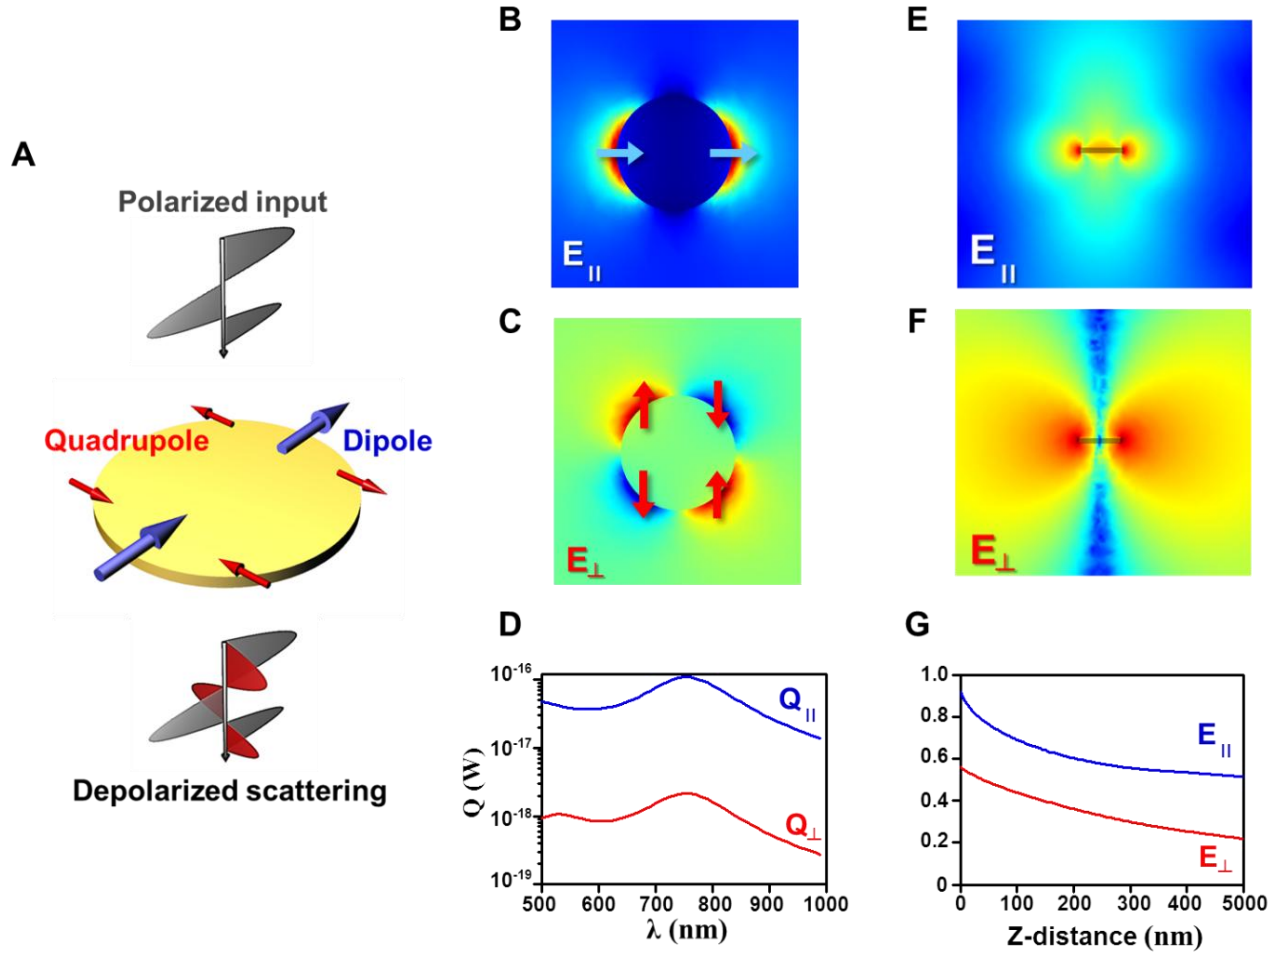 A
Polarized input
Quadrupole
Dipole
Depolarized scattering
B
E||
C
E⊥
D
10-16
10-17
10-18
10-19
Q (W)
Q||
Q⊥
500 600 700 800 900 1000
λ (nm)
E
E||
F
E⊥
G
1.0
0.8
0.6
0.4
0.2
0
E||
E⊥
0 100 200 300 400 5000
Z-distance (nm)